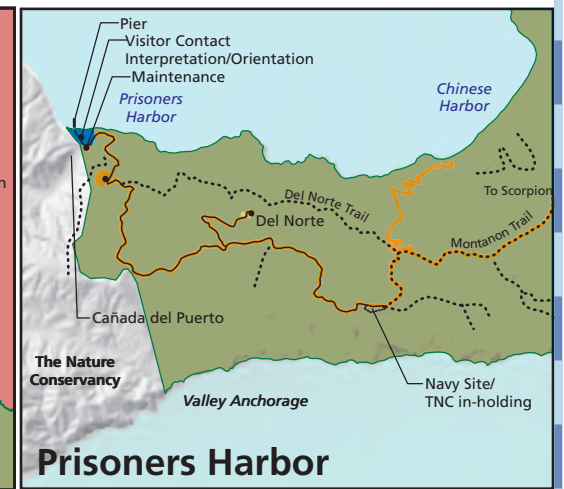 Pier
Visitor Contact
Interpretation/Orientation
Maintenance
Prisoners
Harbor
Chinese
Harbor
To Scorpion
Del Norte Trail
Montanon Trail
Del Norte
Cañada del Puerto
The Nature
Conservancy
Valley Anchorage
Navy Site/
TNC in-holding
Prisoners Harbor